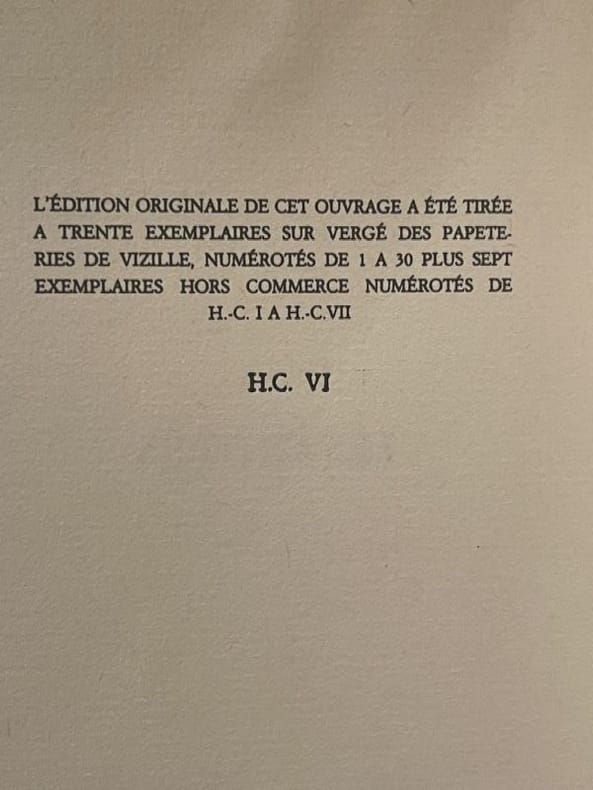 L'ÉDITION ORIGINALE DE CET OUVRAGE A ÉTÉ TIRÉE
A TRENTE EXEMPLAIRES SUR VERGÉ DES PAPETE-
RIES DE VIZILLE, NUMÉROTÉS DE 1 A 30 PLUS SEPT
EXEMPLAIRES HORS COMMERCE NUMÉROTÉS DE
H.-C. I A H.-C.VII
H.C. VI